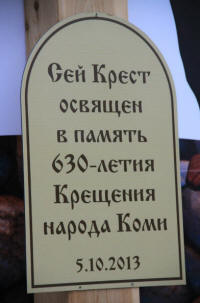 Сей Крест
освящен
в память
630-летия
Крещения
народа Коми
5.10.2013